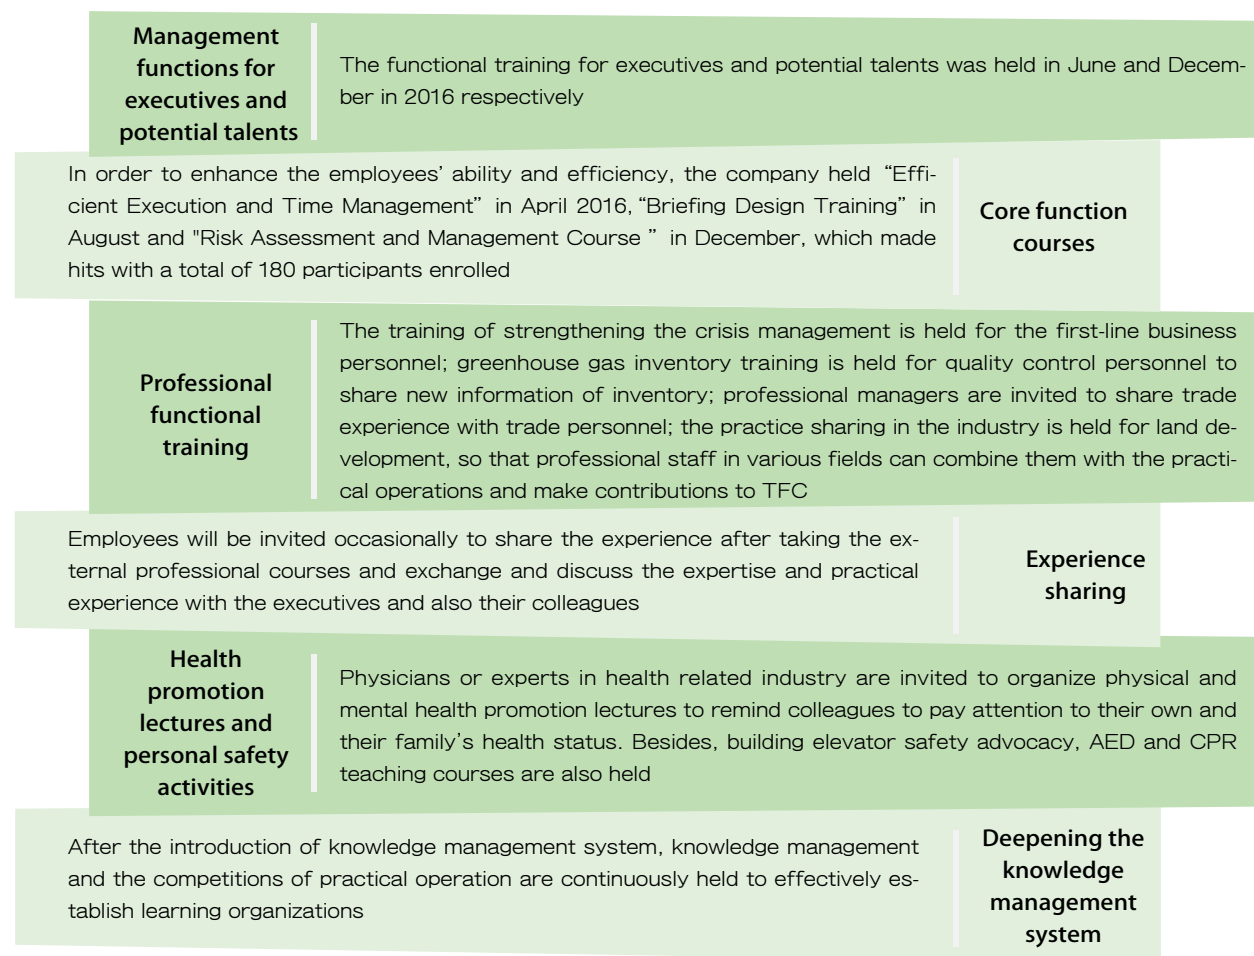 Management
functions for
executives and
potential talents
The functional training for executives and potential talents was held in June and Decem-
ber in 2016 respectively
In order to enhance the employees’ ability and efficiency, the company held “Effi-
cient Execution and Time Management” in April 2016, “Briefing Design Training” in
August and "Risk Assessment and Management Course ” in December, which made
hits with a total of 180 participants enrolled
Core function
courses
Professional
functional
training
The training of strengthening the crisis management is held for the first-line business
personnel; greenhouse gas inventory training is held for quality control personnel to
share new information of inventory; professional managers are invited to share trade
experience with trade personnel; the practice sharing in the industry is held for land de-
velopment, so that professional staff in various fields can combine them with the practi-
cal operations and make contributions to TFC
Employees will be invited occasionally to share the experience after taking the ex-
ternal professional courses and exchange and discuss the expertise and practical
experience with the executives and also their colleagues
Experience
sharing
Health
promotion
lectures and
personal safety
activities
Physicians or experts in health related industry are invited to organize physical and
mental health promotion lectures to remind colleagues to pay attention to their own and
their family’s health status. Besides, building elevator safety advocacy, AED and CPR
teaching courses are also held
After the introduction of knowledge management system, knowledge management
and the competitions of practical operation are continuously held to effectively es-
tablish learning organizations
Deepening the
knowledge
management
system